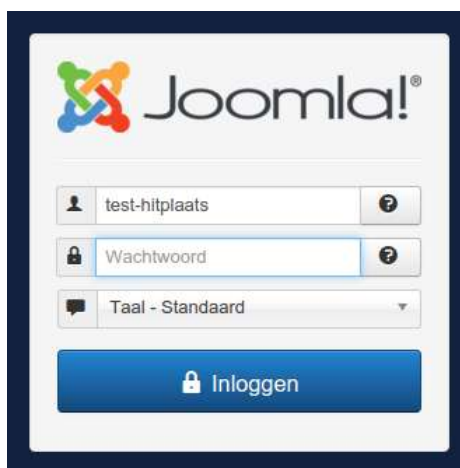 Joomla!®
test-hitplaats
Wachtwoord
Taal - Standaard
Inloggen